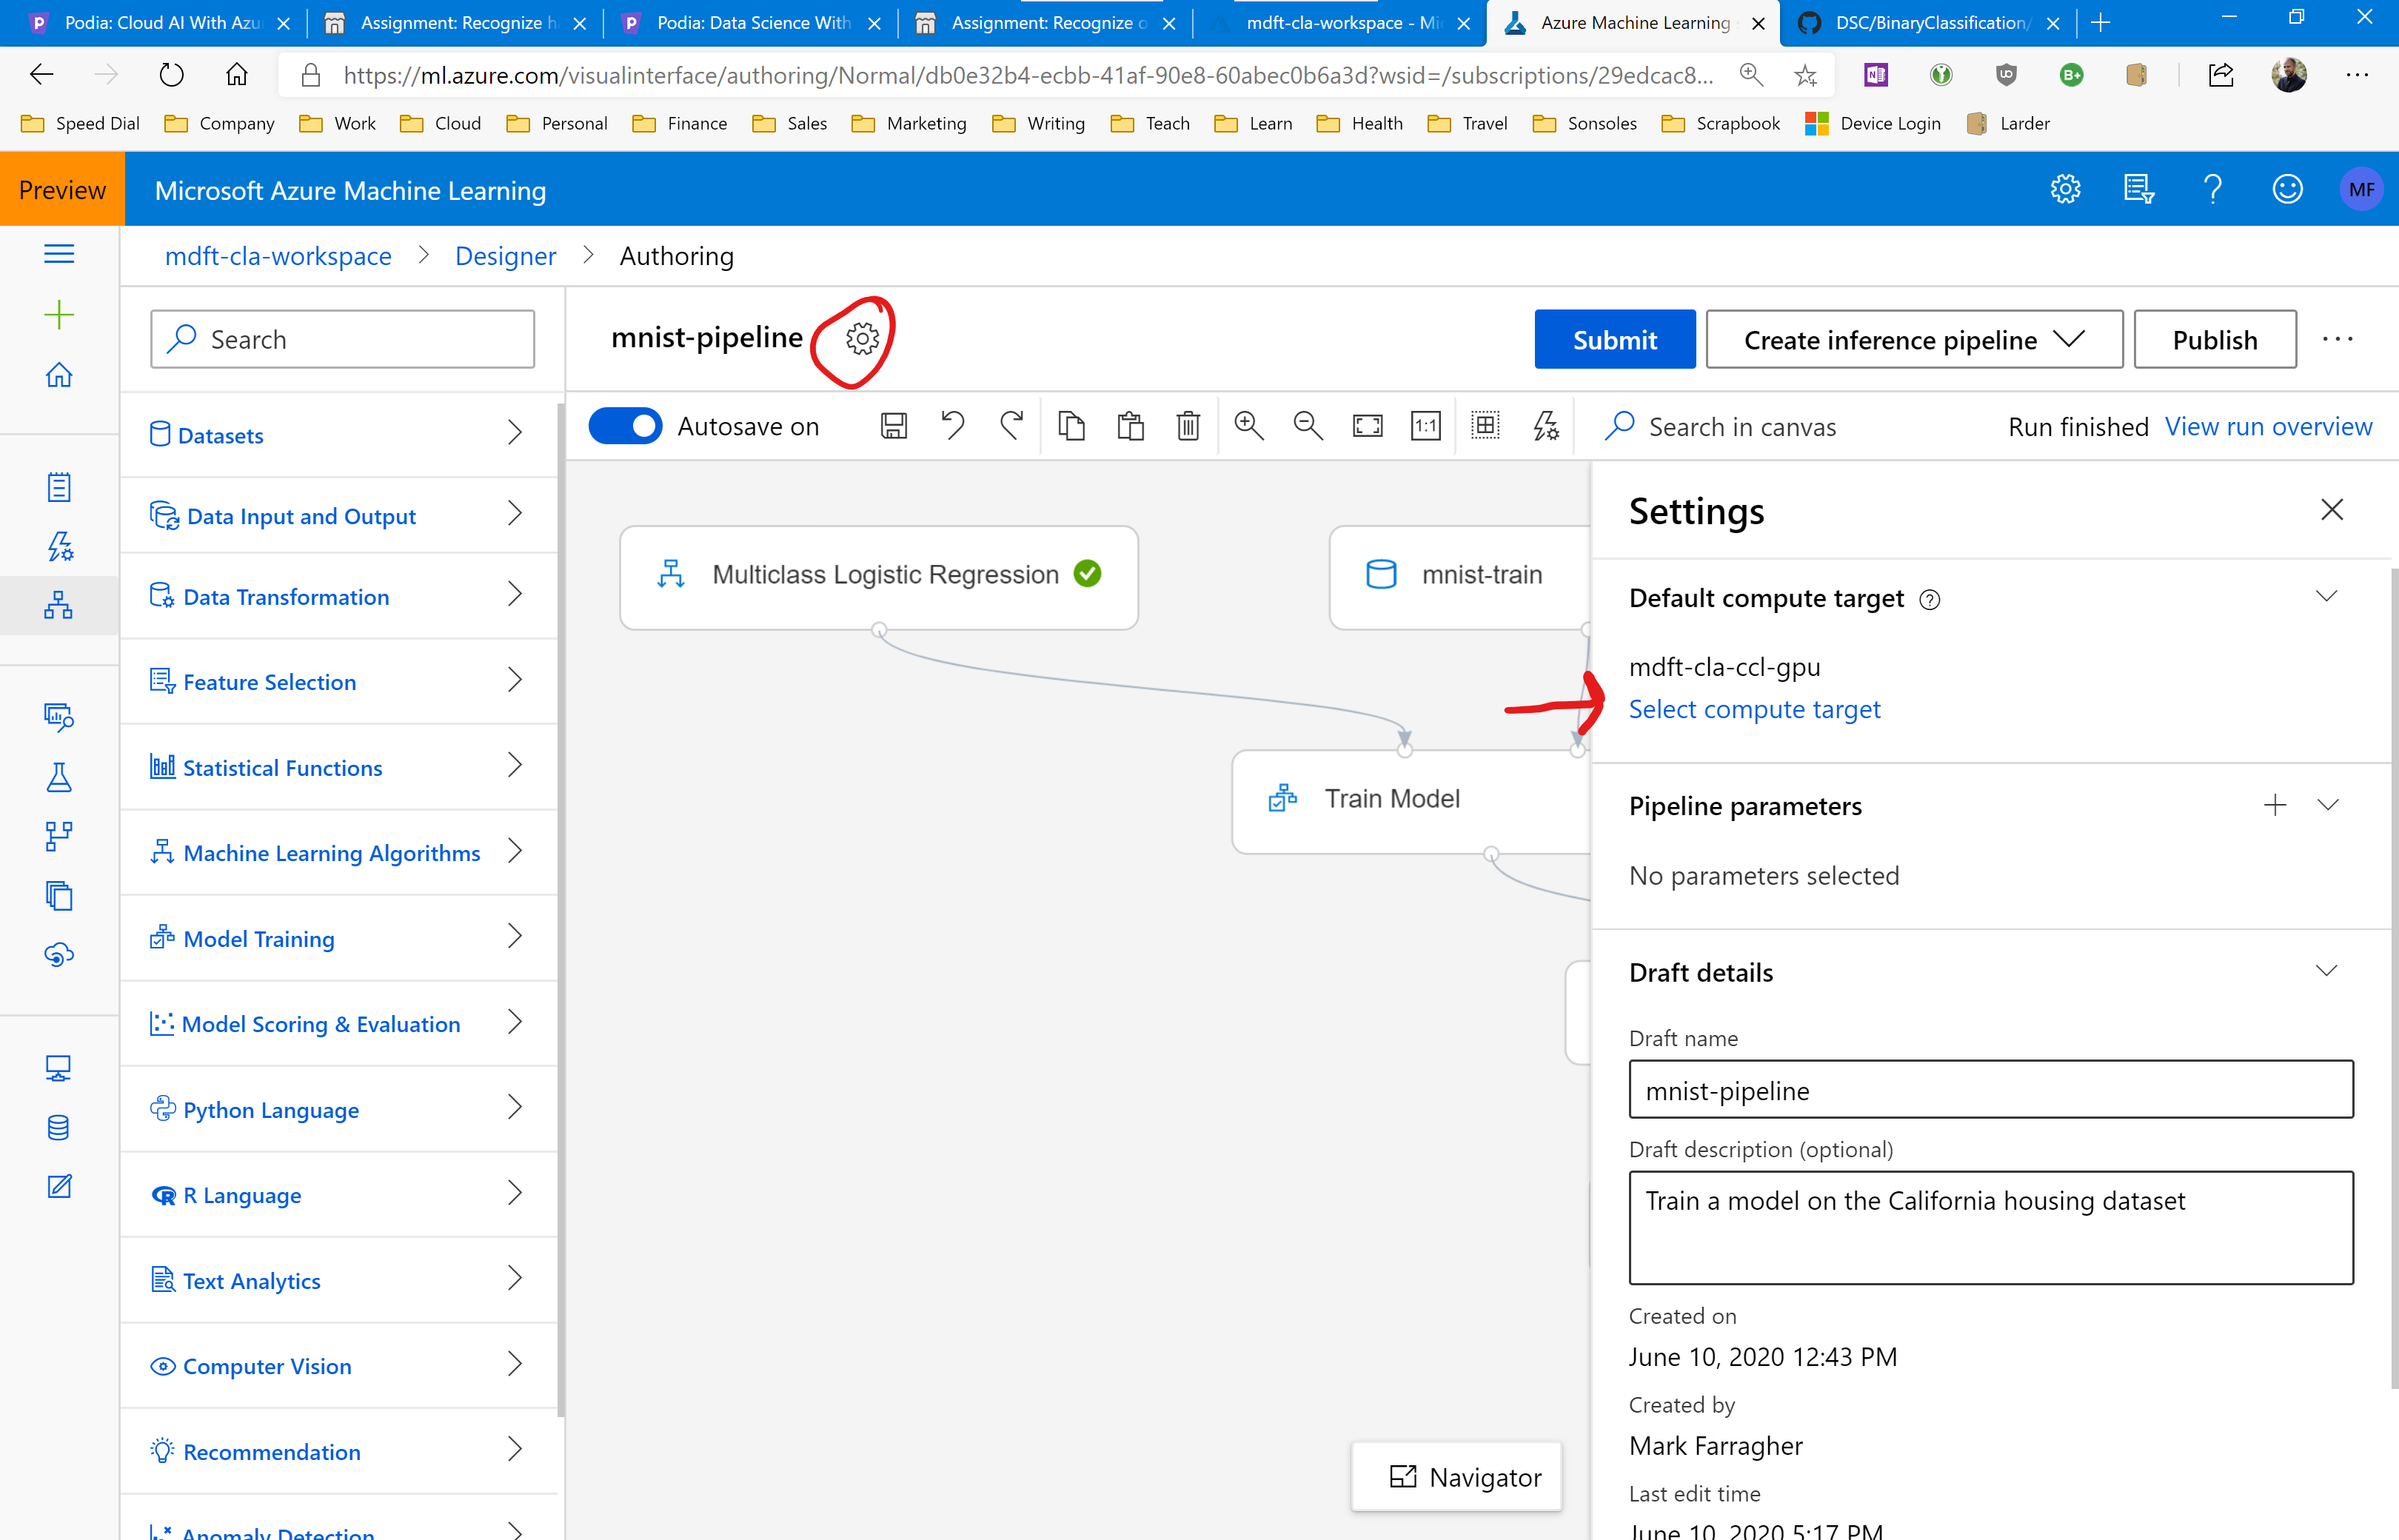 Podia: Cloud AI With Azu
Assignment: Recognize h
Podia: Data Science With
Assignment: Recognize o
mdft-cla-workspace - Mi
Azure Machine Learning
DSC/BinaryClassification/
https://ml.azure.com/visualinterface/authoring/Normal/db0e32b4-ecbb-41af-90e8-60abec0b6a3d?wsid=/subscriptions/29edcac8...
Speed Dial Company Work Cloud Personal Finance Sales Marketing Writing Teach Learn Health Travel Sonsoles Scrapbook Device Login Larder
Preview Microsoft Azure Machine Learning MF
mdft-cla-workspace > Designer > Authoring
Search
mnist-pipeline
Submit
Create inference pipeline
Publish
Autosave on
1:1
Search in canvas
Run finished View run overview
Datasets
Data Input and Output
Data Transformation
Feature Selection
Statistical Functions
Machine Learning Algorithms
Model Training
Model Scoring & Evaluation
Python Language
R Language
Text Analytics
Computer Vision
Recommendation
Anomaly Detection
Multiclass Logistic Regression
mnist-train
Train Model
Navigator
Settings
Default compute target
mdft-cla-ccl-gpu
Select compute target
Pipeline parameters
No parameters selected
Draft details
Draft name
mnist-pipeline
Draft description (optional)
Train a model on the California housing dataset
Created on
June 10, 2020 12:43 PM
Created by
Mark Farragher
Last edit time
June 10, 2020 5:17 PM